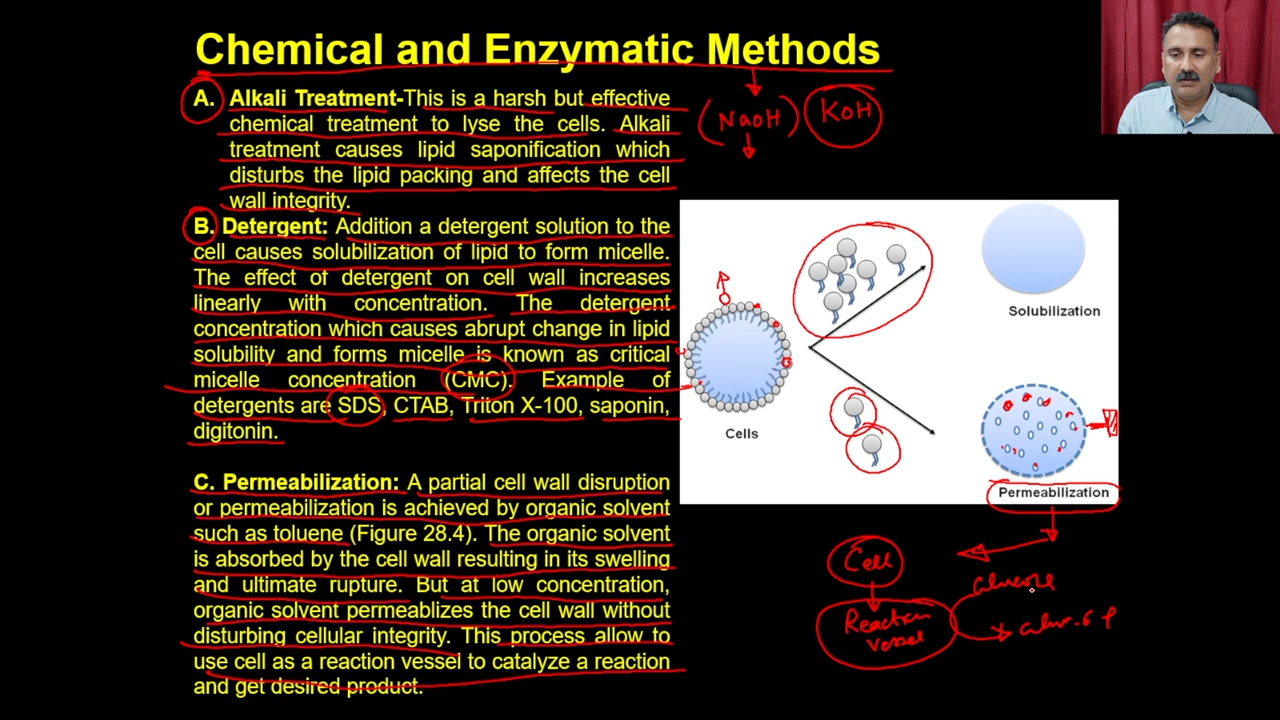 Chemical and Enzymatic Methods
A. Alkali Treatment-This is a harsh but effective
chemical treatment to lyse the cells. Alkali
treatment causes lipid saponification which
disturbs the lipid packing and affects the cell
wall integrity.
(NaOH) KOH
B. Detergent: Addition a detergent solution to the
cell causes solubilization of lipid to form micelle.
The effect of detergent on cell wall increases
linearly with concentration. The detergent
concentration which causes abrupt change in lipid
solubility and forms micelle is known as critical
micelle concentration (CMC). Example of
detergents are SDS, CTAB, Triton X-100, saponin,
digitonin.
C. Permeabilization: A partial cell wall disruption
or permeabilization is achieved by organic solvent
such as toluene (Figure 28.4). The organic solvent
is absorbed by the cell wall resulting in its swelling
and ultimate rupture. But at low concentration,
organic solvent permeablizes the cell wall without
disturbing cellular integrity. This process allow to
use cell as a reaction vessel to catalyze a reaction
and get desired product.
Solubilization
Cells
Permeabilization
Cell
Glucose
Reaction
vessel
Gluc-6 P